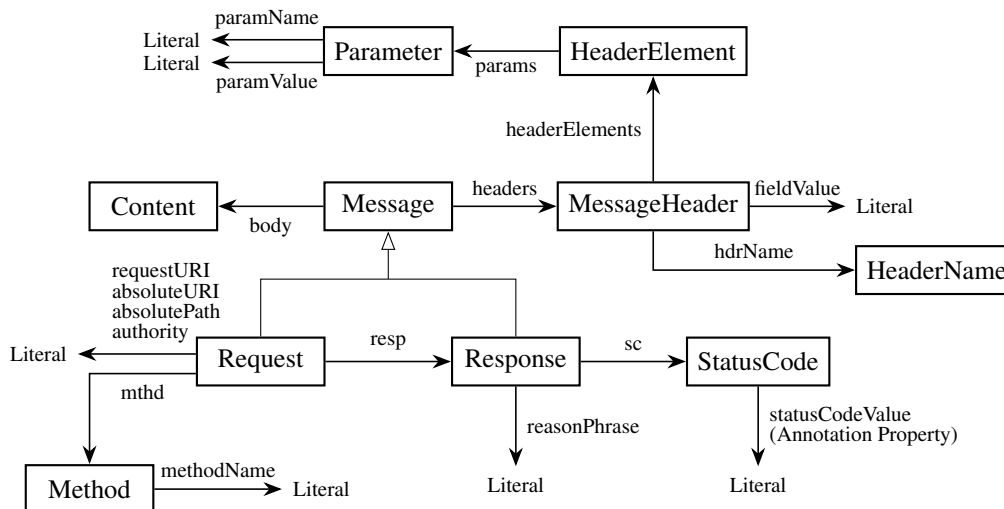 paramName
Literal
Parameter
HeaderElement
Literal
params
paramValue
headerElements
Content
body
Message
headers
MessageHeader
fieldValue
Literal
hdrName
HeaderName
requestURI
absoluteURI
absolutePath
authority
Literal
Request
resp
Response
sc
StatusCode
mthd
reasonPhrase
statusCodeValue
(Annotation Property)
Method
methodName
Literal
Literal
Literal